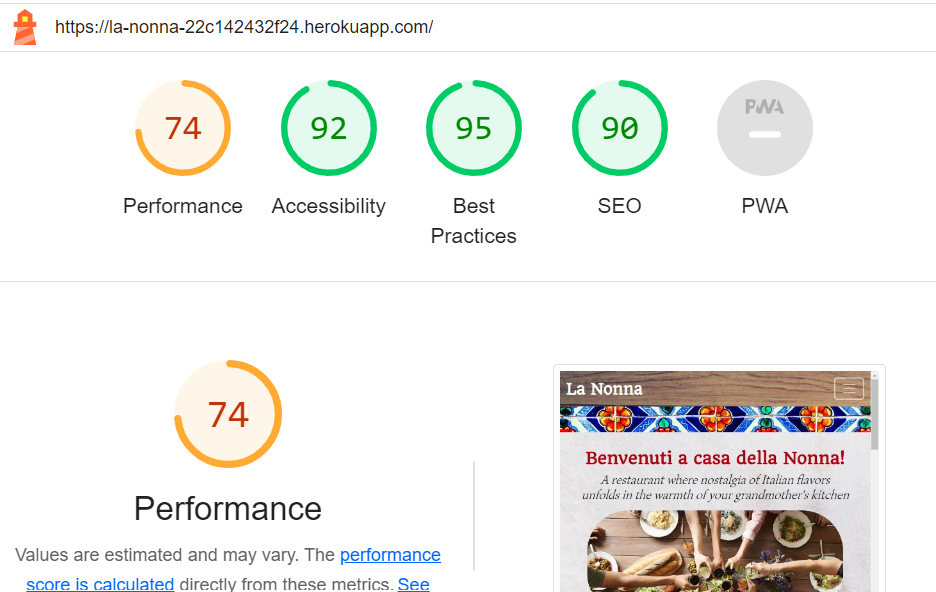 https://la-nonna-22c142432f24.herokuapp.com/
74
92
95
90
PWA
Performance
Accessibility
Best
Practices
SEO
PWA
74
Performance
Values are estimated and may vary. The performance
score is calculated directly from these metrics. See
La Nonna
Benvenuti a casa della Nonna!
A restaurant where nostalgia of Italian flavors
unfolds in the warmth of your grandmother's kitchen